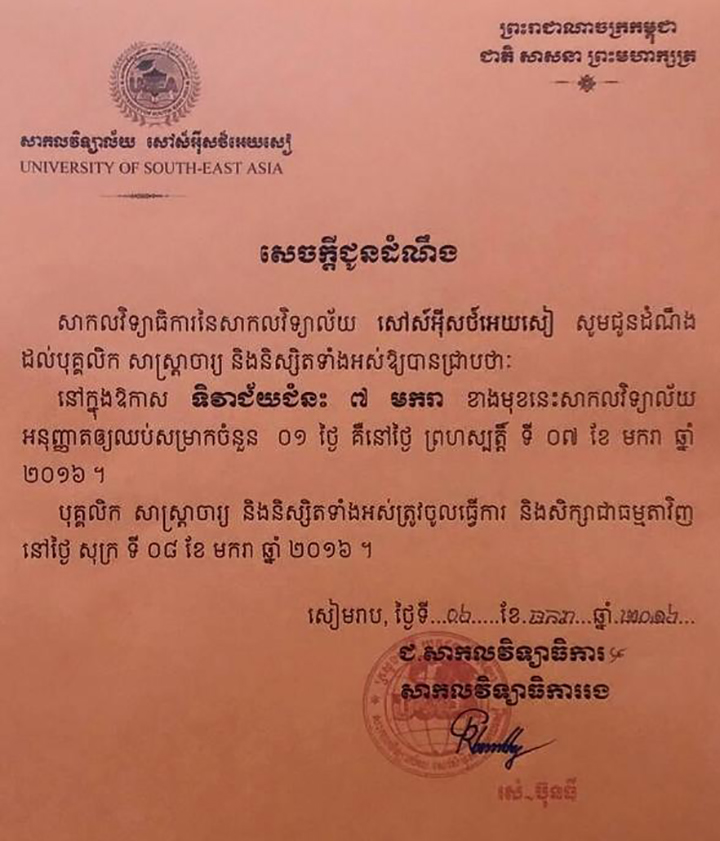 ព្រះរាជាណាចក្រកម្ពុជា
ជាតិ សាសនា ព្រះមហាក្សត្រ
សាកលវិទ្យាល័យ សៅស៍អ៊ីសថ៍អេយសៀ
UNIVERSITY OF SOUTH-EAST ASIA
សេចក្តីជូនដំណឹង
សាកលវិទ្យាធិការនៃសាកលវិទ្យាល័យ សៅស៍អ៊ីសថ៍អេយសៀ សូមជូនដំណឹង
ដល់បុគ្គលិក សាស្ត្រាចារ្យ និងនិស្សិតទាំងអស់ឱ្យបានជ្រាបថា:
នៅក្នុងឱកាស ទិវាជ័យជំនះ ៧ មករា ខាងមុខនេះសាកលវិទ្យាល័យ
អនុញ្ញាតឲ្យឈប់សម្រាកចំនួន ០១ ថ្ងៃ គឺនៅថ្ងៃ ព្រហស្បតិ៍ ទី ០៧ ខែ មករា ឆ្នាំ
២០១៦ ។
បុគ្គលិក សាស្ត្រាចារ្យ និងនិស្សិតទាំងអស់ត្រូវចូលធ្វើការ និងសិក្សាជាធម្មតាវិញ
នៅថ្ងៃ សុក្រ ទី ០៨ ខែ មករា ឆ្នាំ ២០១៦ ។
សៀមរាប, ថ្ងៃទី...០៦.....ខែ.មករា...ឆ្នាំ.២០១៦...
ជ.សាកលវិទ្យាធិការ
សាកលវិទ្យាធិការរង
រស់ ប៊ុនធី